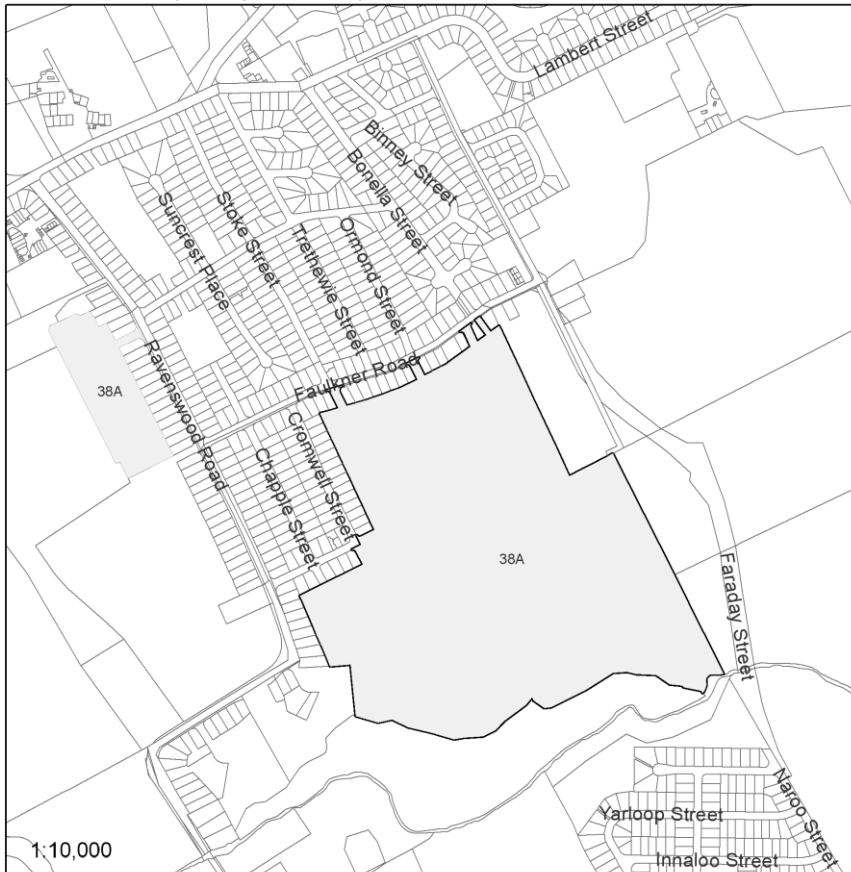 Lambert Street
Binney Street
Bonella Street
Ormond Street
Trethewie Street
Stoke Street
Suncrest Place
Ravenswood Road
38A
Faulkner Road
Cromwell Street
Chapple Street
38A
Faraday Street
Naroo Street
Yarloop Street
Innaloo Street
1:10,000